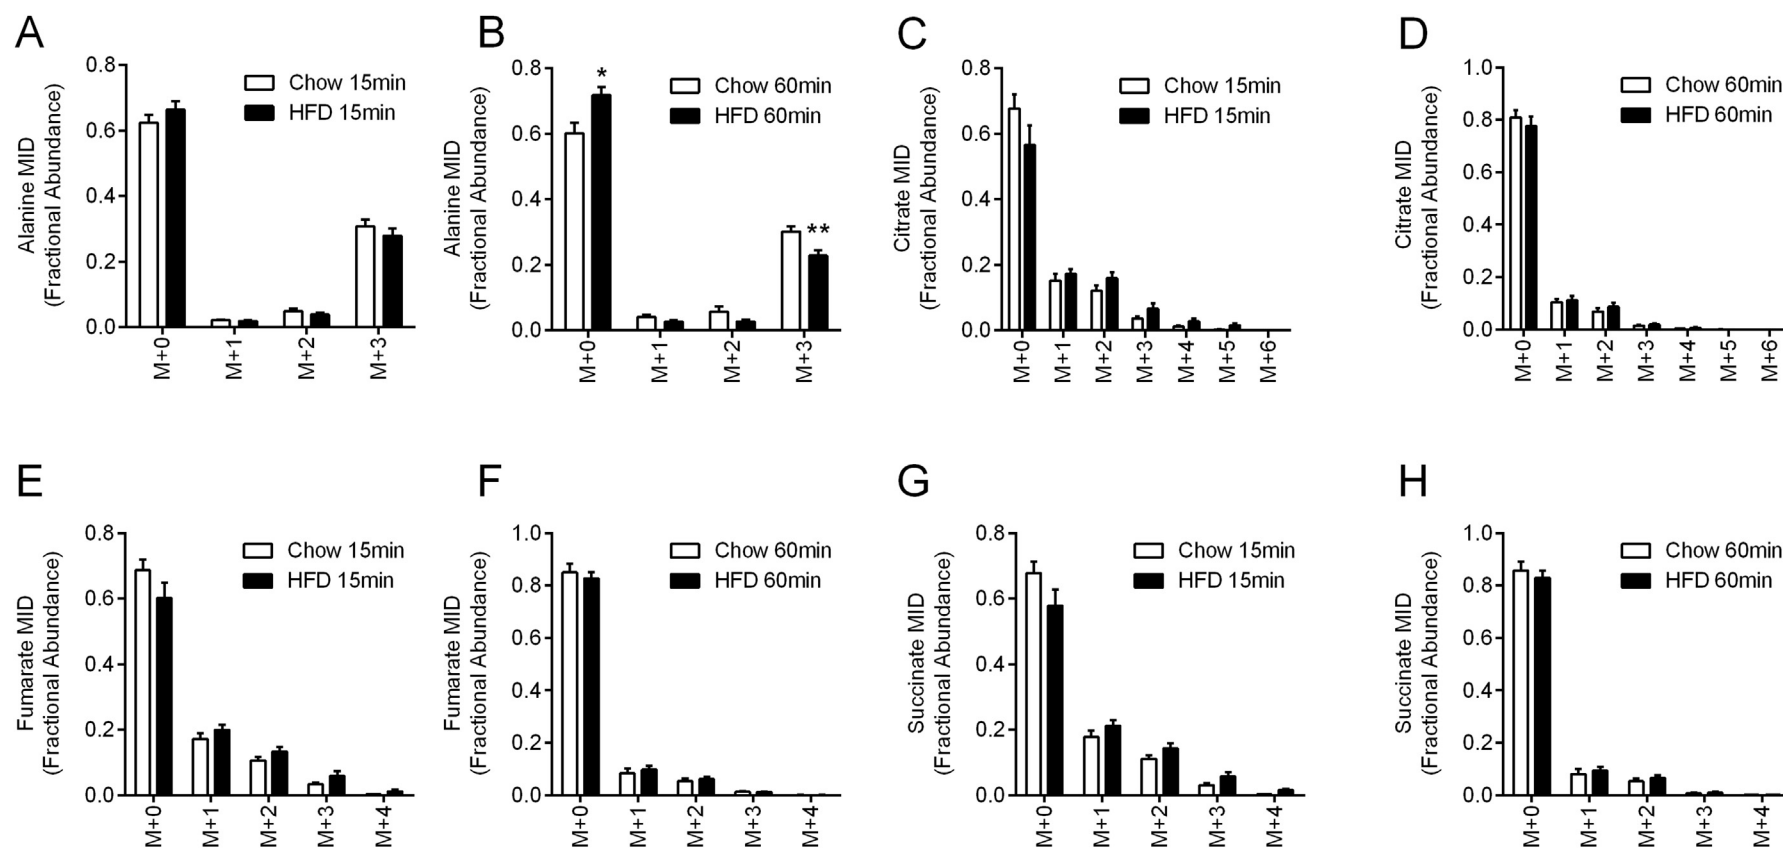 A
Alanine MID
(Fractional Abundance)
0.8
0.6
0.4
0.2
0.0
Chow 15min
HFD 15min
M+0
M+1
M+2
M+3
B
Alanine MID
(Fractional Abundance)
0.8
0.6
0.4
0.2
0.0
Chow 60min
HFD 60min
*
**
M+0
M+1
M+2
M+3
C
Citrate MID
(Fractional Abundance)
0.8
0.6
0.4
0.2
0.0
Chow 15min
HFD 15min
M+0
M+1
M+2
M+3
M+4
M+5
M+6
D
Citrate MID
(Fractional Abundance)
1.0
0.8
0.6
0.4
0.2
0.0
Chow 60min
HFD 60min
M+0
M+1
M+2
M+3
M+4
M+5
M+6
E
Fumarate MID
(Fractional Abundance)
0.8
0.6
0.4
0.2
0.0
Chow 15min
HFD 15min
M+0
M+1
M+2
M+3
M+4
F
Fumarate MID
(Fractional Abundance)
1.0
0.8
0.6
0.4
0.2
0.0
Chow 60min
HFD 60min
M+0
M+1
M+2
M+3
M+4
G
Succinate MID
(Fractional Abundance)
0.8
0.6
0.4
0.2
0.0
Chow 15min
HFD 15min
M+0
M+1
M+2
M+3
M+4
H
Succinate MID
(Fractional Abundance)
1.0
0.8
0.6
0.4
0.2
0.0
Chow 60min
HFD 60min
M+0
M+1
M+2
M+3
M+4